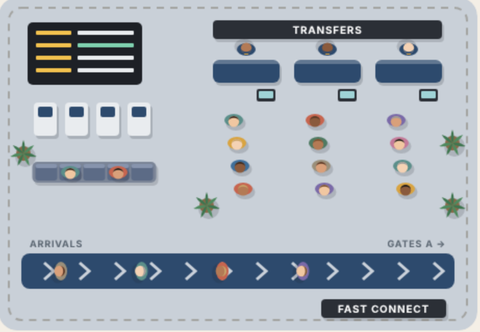 TRANSFERS
ARRIVALS
GATES A →
FAST CONNECT